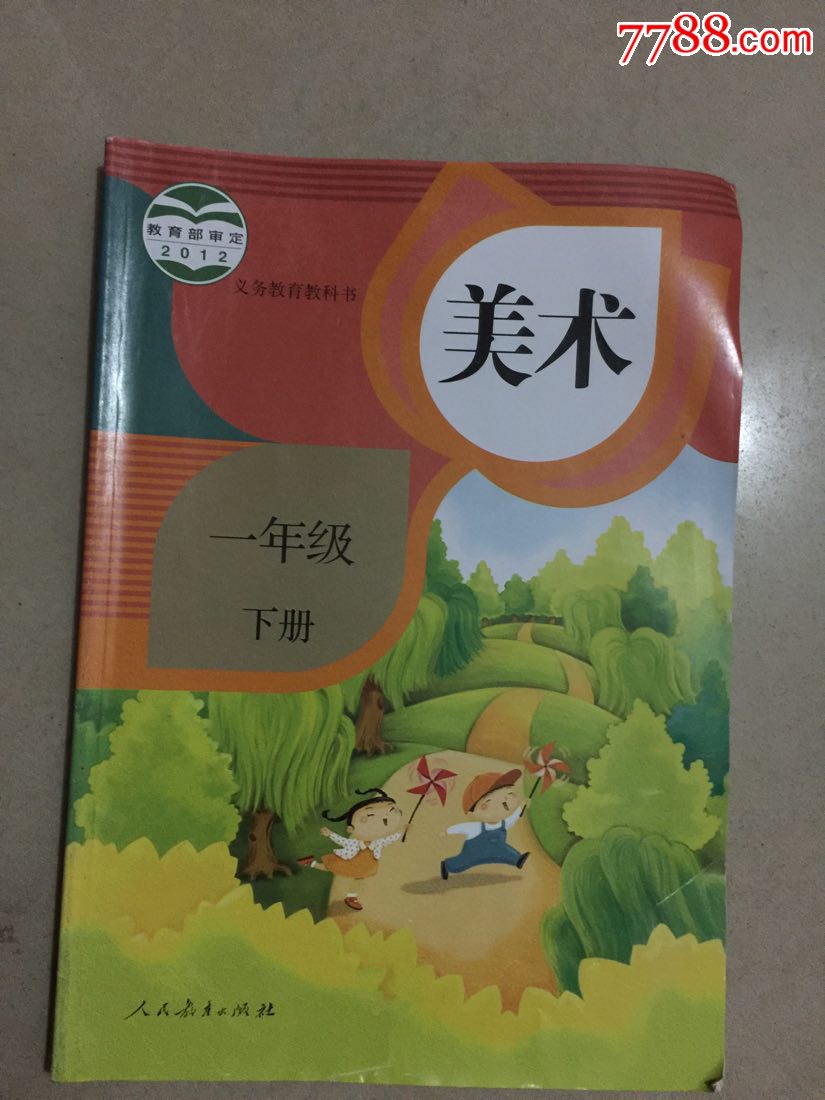 7788.com
教育部审定
2012
义务教育教科书
美术
一年级
下册
人民教育出版社